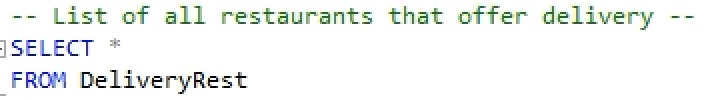 -- List of all restaurants that offer delivery --
SELECT *
FROM DeliveryRest